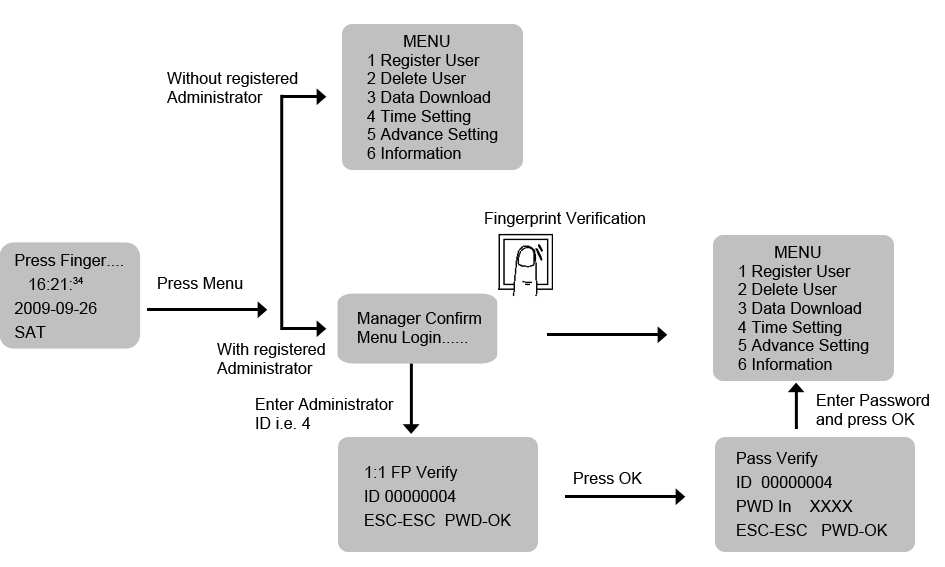 MENU
1 Register User
2 Delete User
3 Data Download
4 Time Setting
5 Advance Setting
6 Information
Without registered
Administrator
Press Finger....
16:21:34
2009-09-26
SAT
Press Menu
With registered
Administrator
Fingerprint Verification
Manager Confirm
Menu Login......
MENU
1 Register User
2 Delete User
3 Data Download
4 Time Setting
5 Advance Setting
6 Information
Enter Administrator
ID i.e. 4
1:1 FP Verify
ID 00000004
ESC-ESC PWD-OK
Press OK
Enter Password
and press OK
Pass Verify
ID 00000004
PWD In XXXX
ESC-ESC PWD-OK